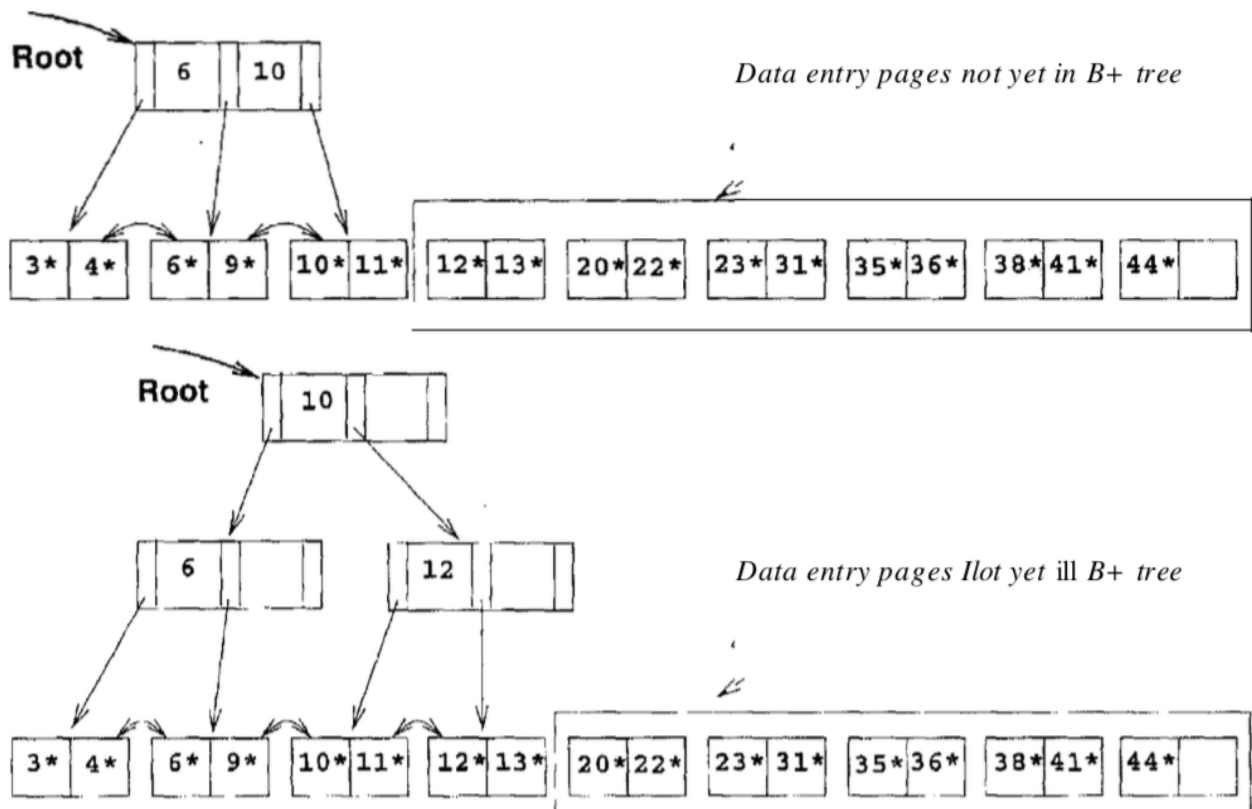 Root
6 10
Data entry pages not yet in B+ tree
3* 4* 6* 9* 10* 11* 12* 13* 20* 22* 23* 31* 35* 36* 38* 41* 44*
Root
10
6 12
Data entry pages Ilot yet ill B+ tree
3* 4* 6* 9* 10* 11* 12* 13* 20* 22* 23* 31* 35* 36* 38* 41* 44*